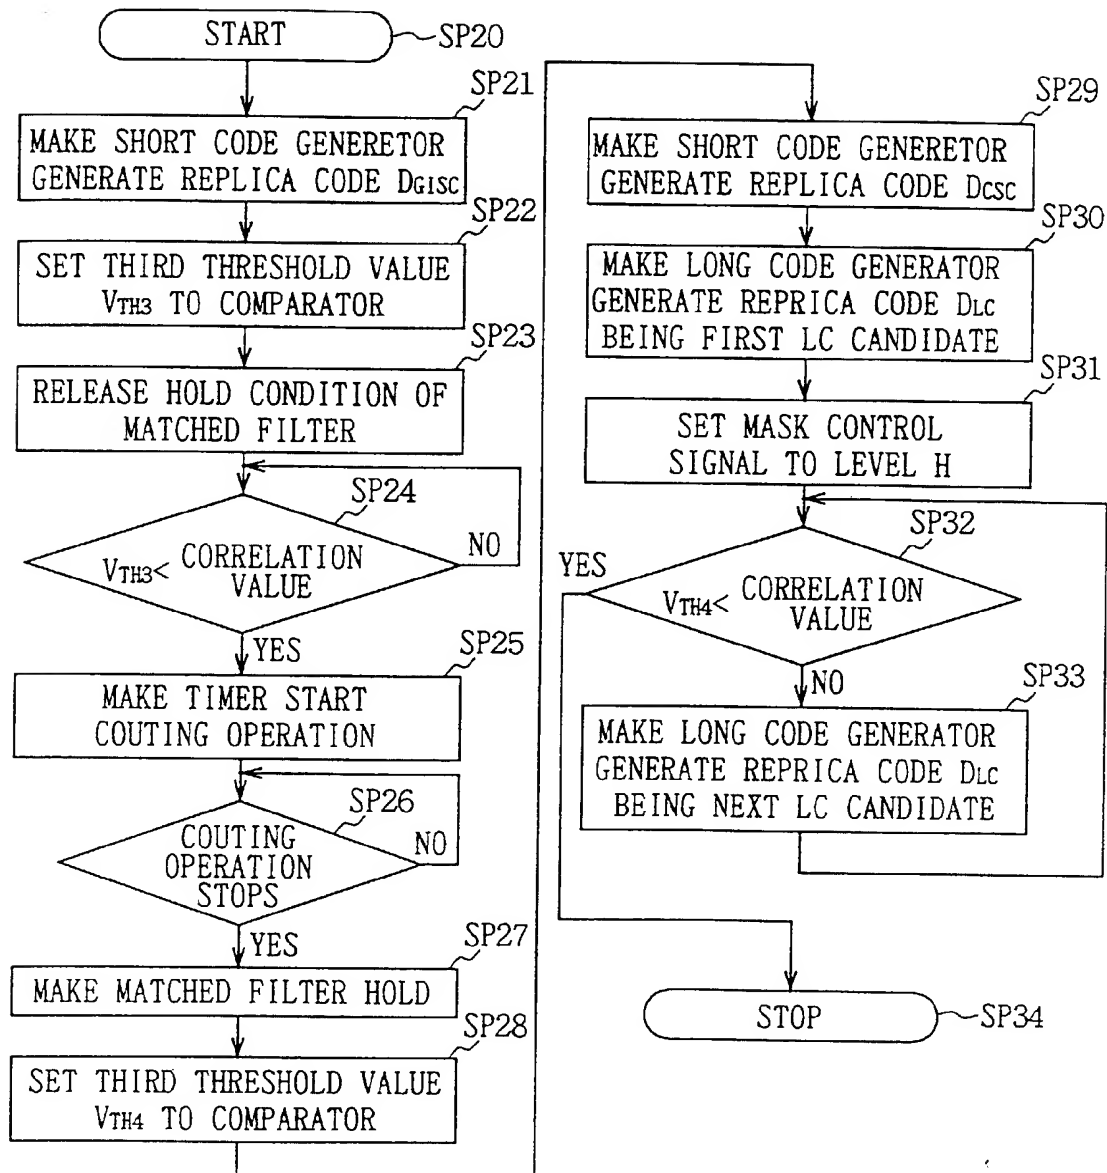 START
SP20
SP21
MAKE SHORT CODE GENERETOR
GENERATE REPLICA CODE DGISC
SP22
SET THIRD THRESHOLD VALUE
VTH3 TO COMPARATOR
SP23
RELEASE HOLD CONDITION OF
MATCHED FILTER
SP24
VTH3< CORRELATION
VALUE
NO
YES
SP25
MAKE TIMER START
COUTING OPERATION
SP26
COUTING
OPERATION
STOPS
NO
YES
SP27
MAKE MATCHED FILTER HOLD
SP28
SET THIRD THRESHOLD VALUE
VTH4 TO COMPARATOR
SP29
MAKE SHORT CODE GENERETOR
GENERATE REPLICA CODE DCSC
SP30
MAKE LONG CODE GENERATOR
GENERATE REPRICA CODE DLC
BEING FIRST LC CANDIDATE
SP31
SET MASK CONTROL
SIGNAL TO LEVEL H
SP32
YES
VTH4< CORRELATION
VALUE
NO
SP33
MAKE LONG CODE GENERATOR
GENERATE REPRICA CODE DLC
BEING NEXT LC CANDIDATE
STOP
SP34